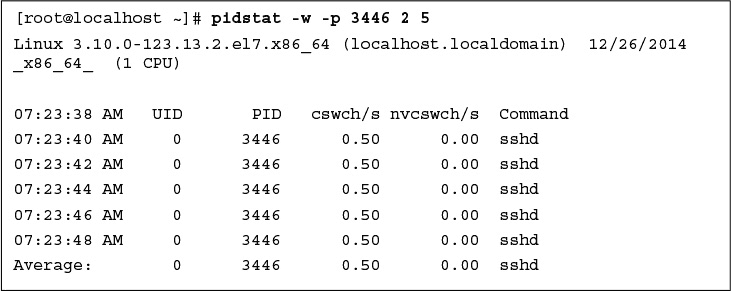 [root@localhost ~]# pidstat -w -p 3446 2 5
Linux 3.10.0-123.13.2.el7.x86_64 (localhost.localdomain)  12/26/2014
_x86_64_  (1 CPU)
07:23:38 AM   UID       PID   cswch/s nvcswch/s  Command
07:23:40 AM     0      3446      0.50      0.00  sshd
07:23:42 AM     0      3446      0.50      0.00  sshd
07:23:44 AM     0      3446      0.50      0.00  sshd
07:23:46 AM     0      3446      0.50      0.00  sshd
07:23:48 AM     0      3446      0.50      0.00  sshd
Average:        0      3446      0.50      0.00  sshd